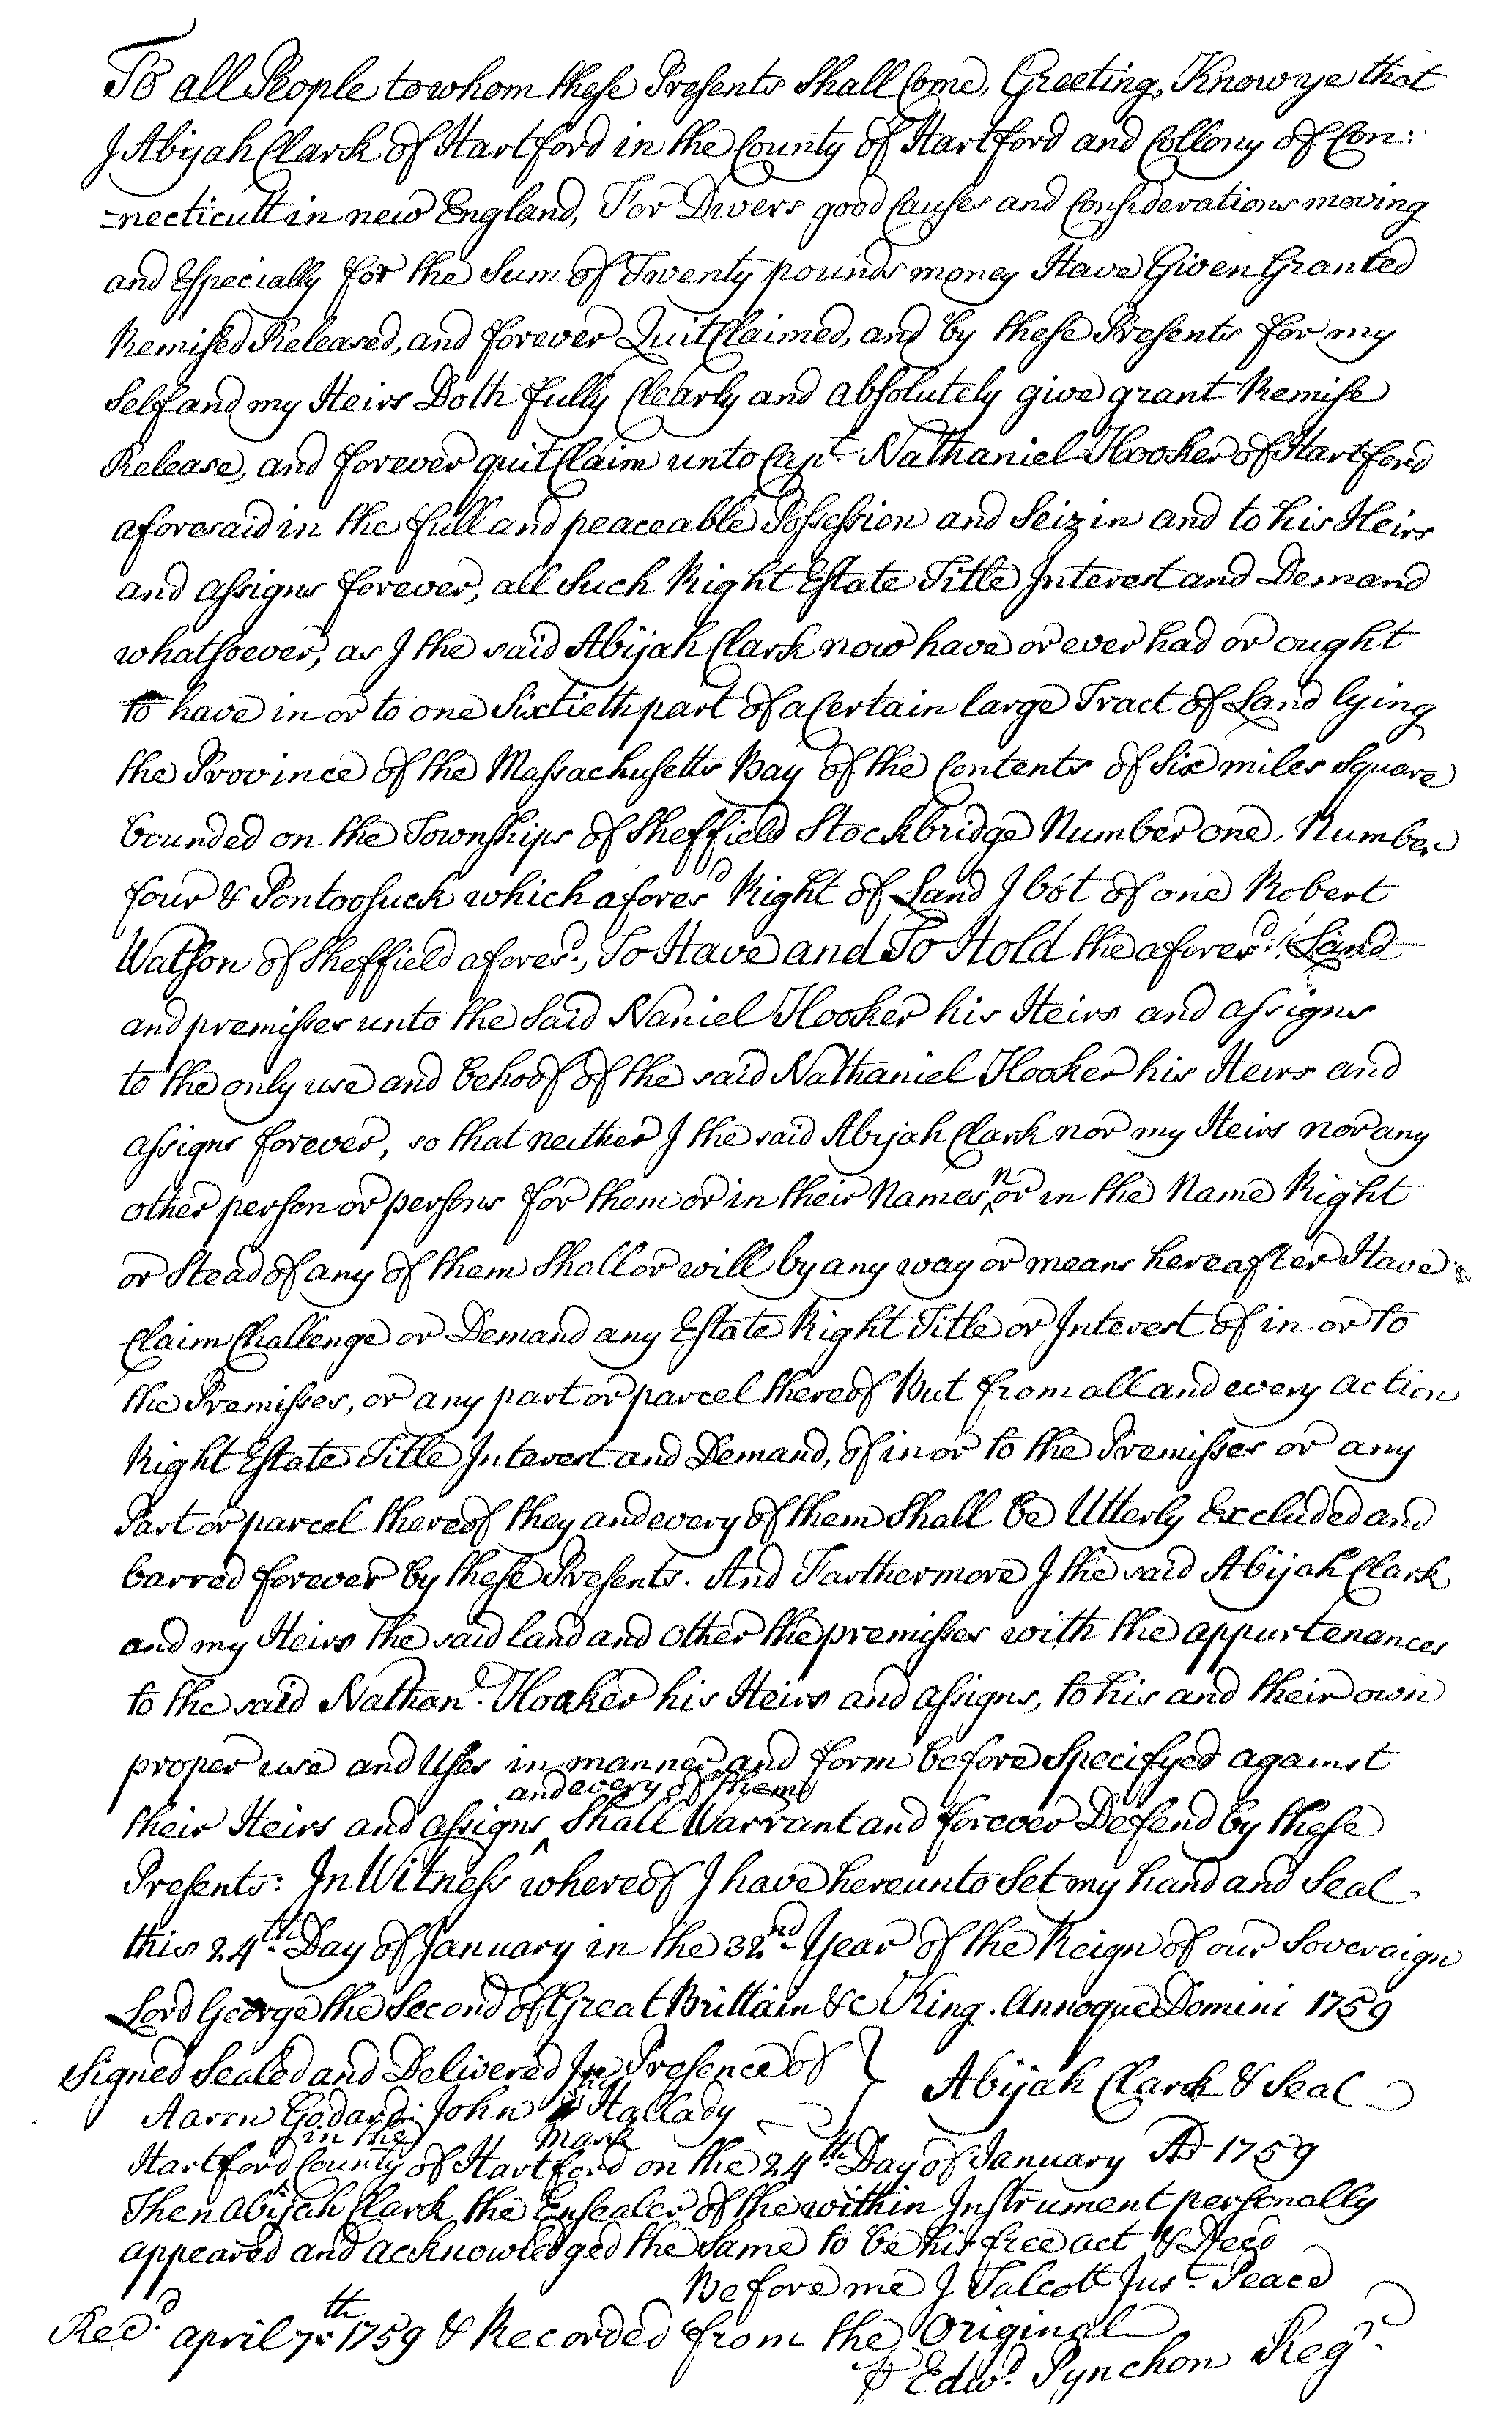 To all People to whom these Presents Shall Come, Greeting, Know ye that
I Abijah Clark of Hartford in the County of Hartford and Collony of Con:
=necticutt in new England, For Divers good Causes and Considerations moving
and Especially for the Sum of Twenty pounds money Have Given Granted
Remised Released, and forever QuitClaimed, and by these Presents for my
Self and my Heirs Doth fully Clearly and absolutely give grant Remise
Release, and forever quitClaim unto Capt. Nathaniel Hooker of Hartford
aforesaid in the full and peaceable Possession and Seizin and to his Heirs
and assigns forever, all Such Right Estate Title Interest and Demand
whatsoever, as I the said Abijah Clark now have or ever had or ought
to have in or to one Sixtieth part of a Certain large Tract of Land lying
the Province of the Massachusetts Bay of the Contents of Six miles Square
bounded on the Townships of Sheffield Stockbridge Number one, Number
four & Pontoosuck which afores.d Right of Land I bot of one Robert
Watson of Sheffield afores.d, To Have and To Hold the afores.d Land
and premisses unto the Said Naniel Hooker his Heirs and assigns
to the only use and behoof of the said Nathaniel Hooker his Heirs and
assigns forever, so that neither I the said Abijah Clark nor my Heirs nor any
other person or persons for them or in their Names, nor in the Name Right
or Stead of any of them Shall or will by any way or means hereafter Have
Claim Challenge or Demand any Estate Right Title or Interest of in or to
the Premisses, or any part or parcel thereof But from all and every action
Right Estate Title Interest and Demand, of in or to the Premisses or any
Part or parcel thereof they and every of them Shall be Utterly Excluded and
barred forever by these Presents. And Farthermore I the said Abijah Clark
and my Heirs the said land and other the premisses with the appurtenances
to the said Nathan.l Hooker his Heirs and assigns, to his and their own
proper use and Uses in manner and form before specifyed against
and every of them
their Heirs and assigns ^ Shall Warrant and forever Defend by these
Presents: In Witness whereof I have hereunto Set my hand and Seal
this 24th Day of January in the 32nd Year of the Reign of our Soveraign
Lord George the Second of Great Brittain &c King. Annoque Domini 1759
Signed Sealed and Delivered In Presence of } Abijah Clark & Seal
Aaron Godard John Hallady
in the mark
Hartford County of Hartford on the 24th Day of January AD 1759
Then Abijah Clark the Ensealer of the within Instrument personally
appeared and acknowledged the Same to be his free act & Deed
Before me J Talcott Just. Peace
Rec.d april 7th 1759 & Recorded from the Original
℘ Edw.d Pynchon Reg.r